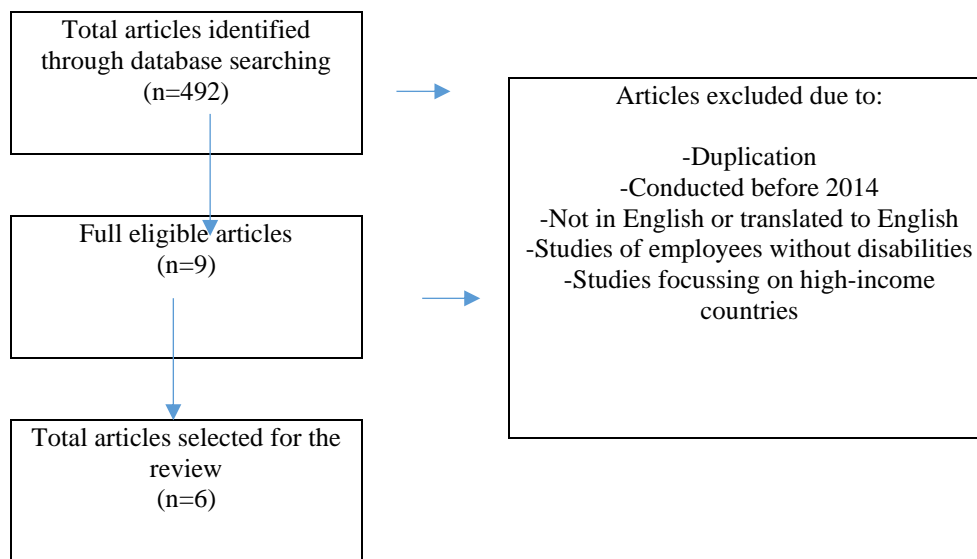 Total articles identified
through database searching
(n=492)
Articles excluded due to:
-Duplication
-Conducted before 2014
-Not in English or translated to English
-Studies of employees without disabilities
-Studies focussing on high-income
countries
Full eligible articles
(n=9)
Total articles selected for the
review
(n=6)